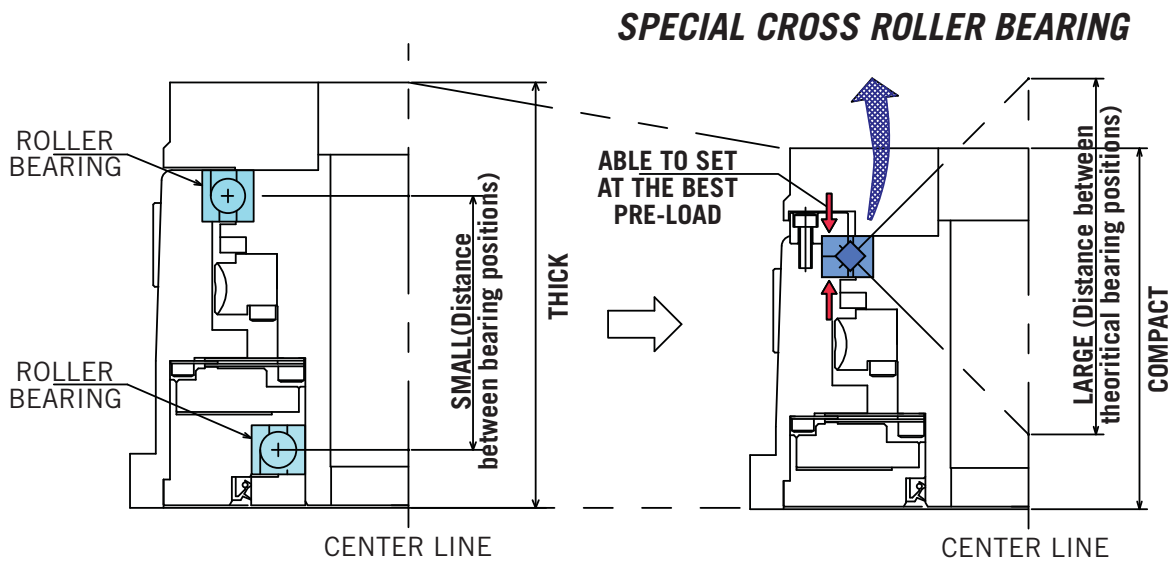 SPECIAL CROSS ROLLER BEARING
ROLLER
BEARING
ROLLER
BEARING
SMALL(Distance
between bearing positions)
THICK
CENTER LINE
ABLE TO SET
AT THE BEST
PRE-LOAD
LARGE (Distance between
theoritical bearing positions)
COMPACT
CENTER LINE